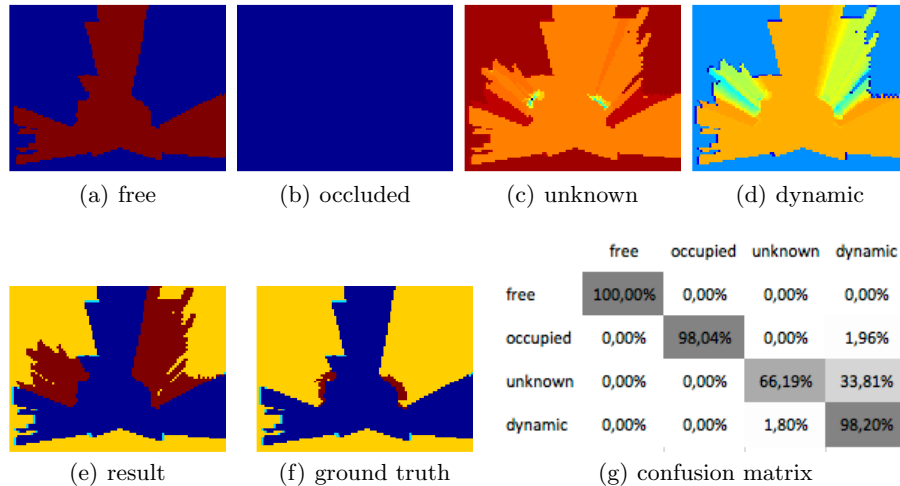 (a) free
(b) occluded
(c) unknown
(d) dynamic
free occupied unknown dynamic
free 100,00% 0,00% 0,00% 0,00%
occupied 0,00% 98,04% 0,00% 1,96%
unknown 0,00% 0,00% 66,19% 33,81%
dynamic 0,00% 0,00% 1,80% 98,20%
(e) result
(f) ground truth
(g) confusion matrix